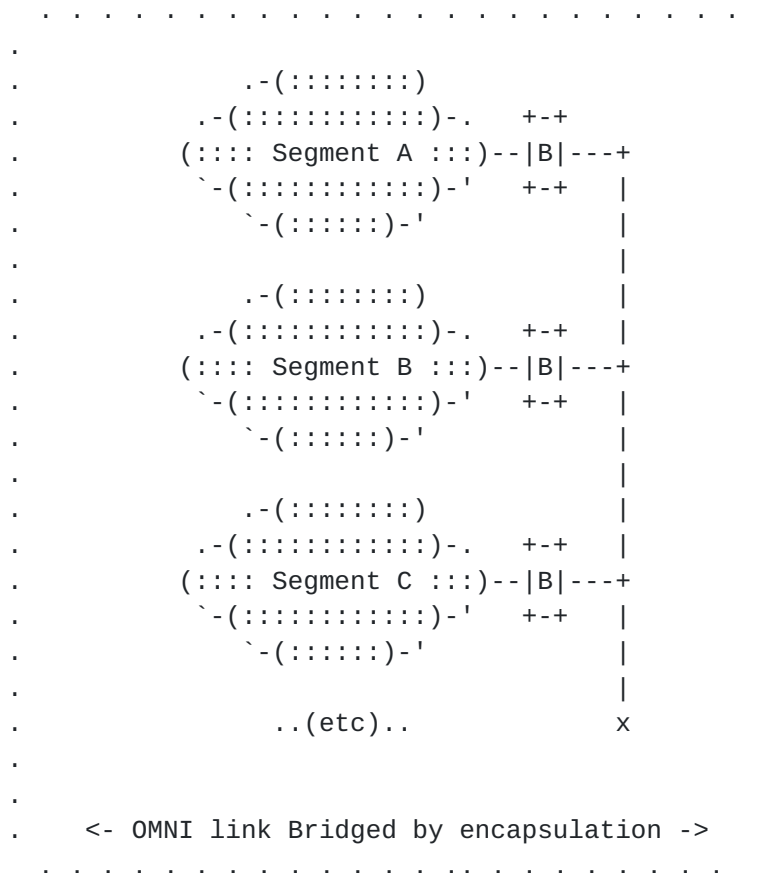 . . . . . . . . . . . . . . . . . . . . . . .
.
.              .-(::::::::)
.           .-(::::::::::::)-.   +-+
.          (:::: Segment A :::)--|B|---+
.           `-(::::::::::::)-'   +-+   |
.              `-(::::::)-'            |
.                                      |
.              .-(::::::::)            |
.           .-(::::::::::::)-.   +-+   |
.          (:::: Segment B :::)--|B|---+
.           `-(::::::::::::)-'   +-+   |
.              `-(::::::)-'            |
.                                      |
.              .-(::::::::)            |
.           .-(::::::::::::)-.   +-+   |
.          (:::: Segment C :::)--|B|---+
.           `-(::::::::::::)-'   +-+   |
.              `-(::::::)-'            |
.                                      |
.                ..(etc)..             x
.
.
.    <- OMNI link Bridged by encapsulation ->
  . . . . . . . . . . . . . .. . . . . . . . .